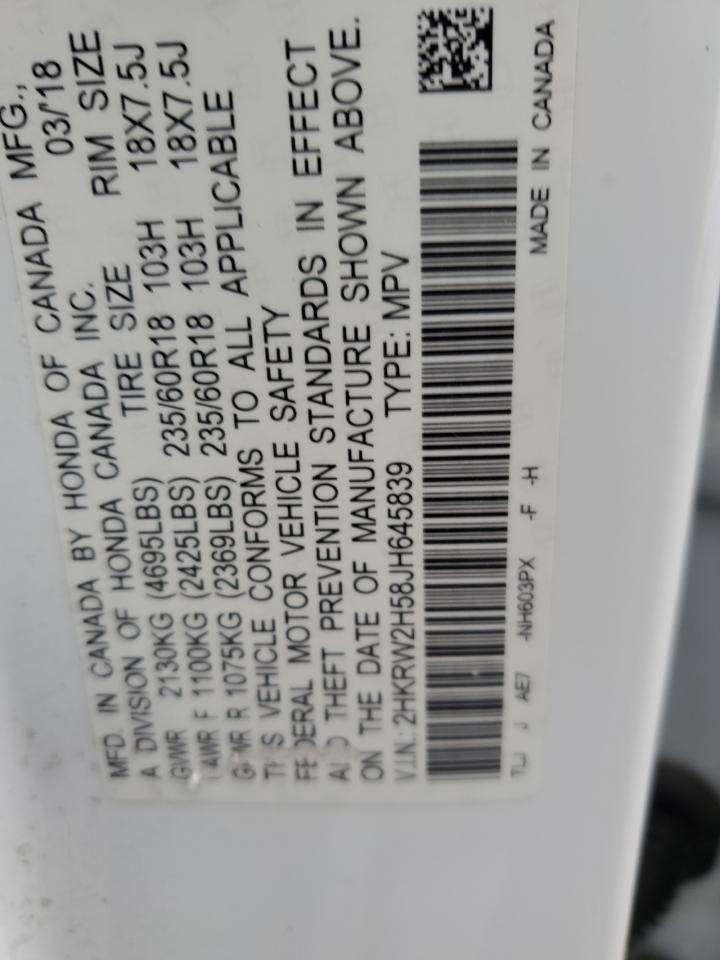 MFD. IN CANADA BY HONDA OF CANADA MFG.,
A DIVISION OF HONDA CANADA INC. 03/'18
GVWR 2130KG (4695LBS) TIRE SIZE RIM SIZE
GAWR F 1100KG (2425LBS) 235/60R18 103H 18X7.5J
GAWR R 1075KG (2369LBS) 235/60R18 103H 18X7.5J
THIS VEHICLE CONFORMS TO ALL APPLICABLE
FEDERAL MOTOR VEHICLE SAFETY
AND THEFT PREVENTION STANDARDS IN EFFECT
ON THE DATE OF MANUFACTURE SHOWN ABOVE.
V.I.N.: 2HKRW2H58JH645839 TYPE: MPV
J AE7 -NH603PX -F -H
MADE IN CANADA